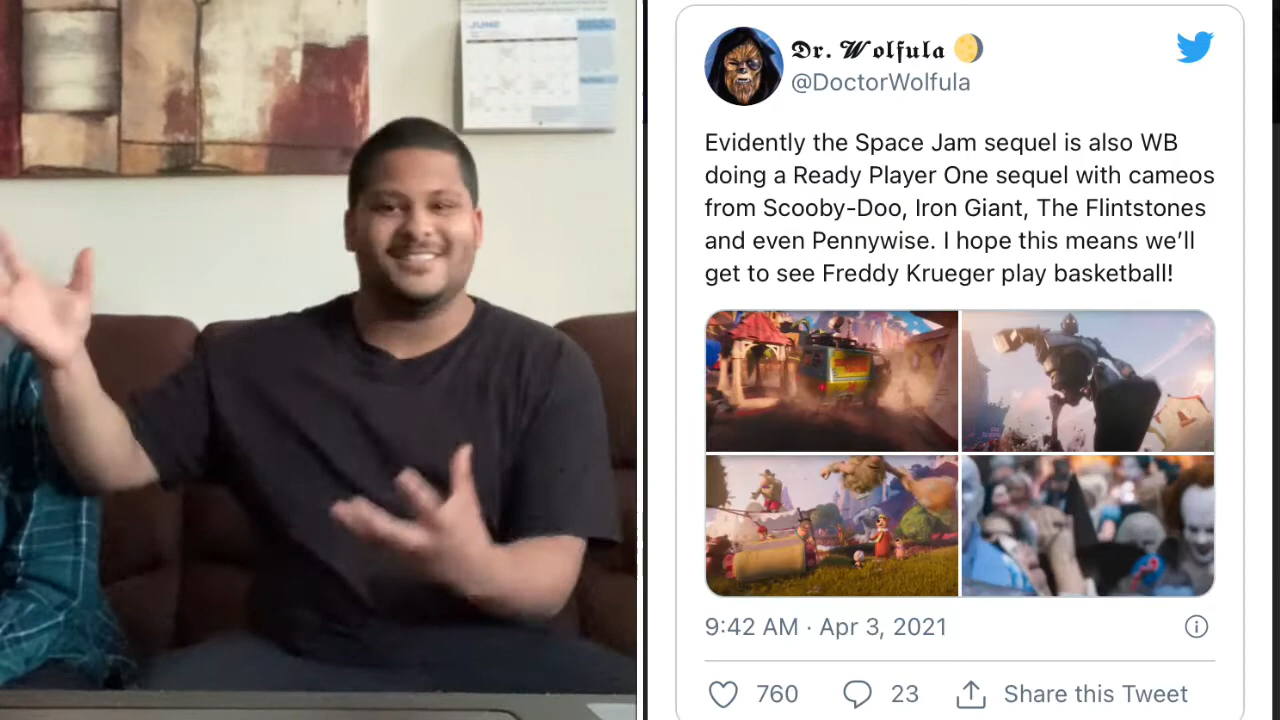 JUNE
Dr. Wolfula
@DoctorWolfula
Evidently the Space Jam sequel is also WB
doing a Ready Player One sequel with cameos
from Scooby-Doo, Iron Giant, The Flintstones
and even Pennywise. I hope this means we’ll
get to see Freddy Krueger play basketball!
9:42 AM · Apr 3, 2021
760
23
Share this Tweet